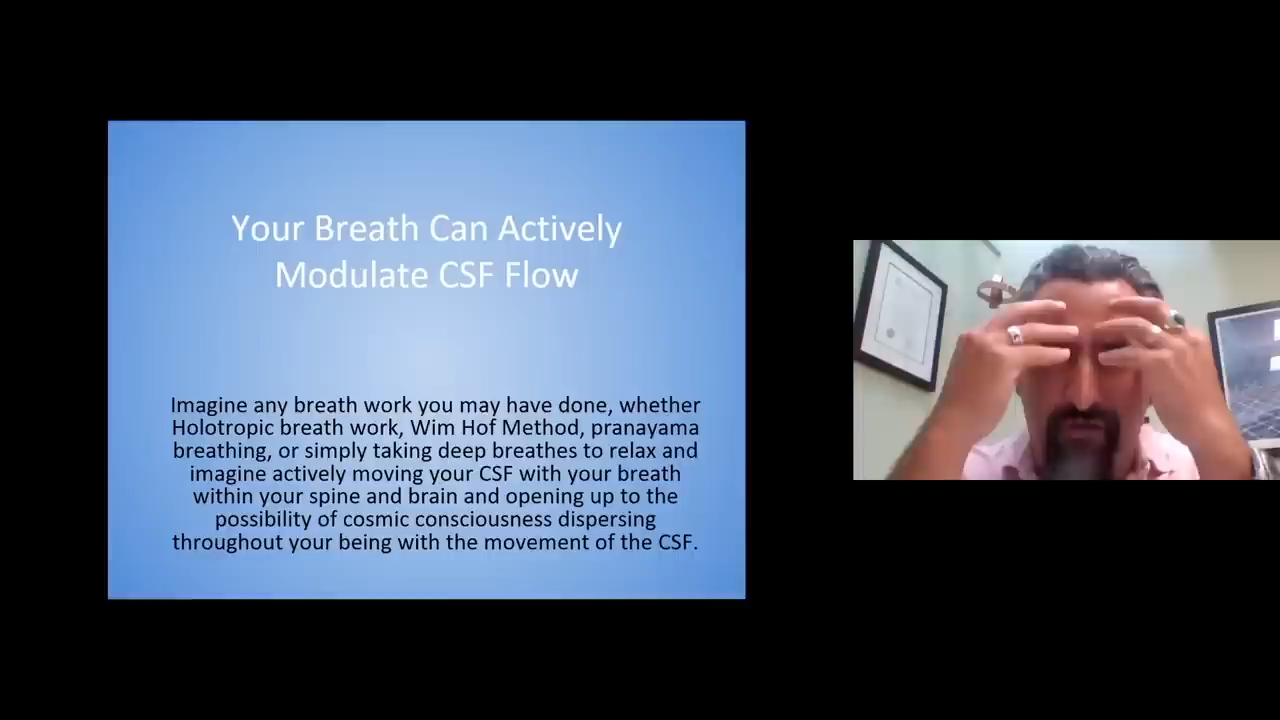 Your Breath Can Actively
Modulate CSF Flow
Imagine any breath work you may have done, whether
Holotropic breath work, Wim Hof Method, pranayama
breathing, or simply taking deep breathes to relax and
imagine actively moving your CSF with your breath
within your spine and brain and opening up to the
possibility of cosmic consciousness dispersing
throughout your being with the movement of the CSF.